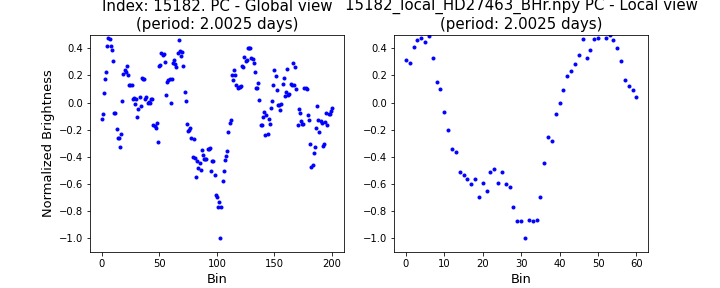 Index: 15182. PC - Global view
(period: 2.0025 days)
15182_local_HD27463_BHr.npy PC - Local view
(period: 2.0025 days)
Normalized Brightness
0.4
0.2
0.0
−0.2
−0.4
−0.6
−0.8
−1.0
0 50 100 150 200
Bin
0.4
0.2
0.0
−0.2
−0.4
−0.6
−0.8
−1.0
0 20 40 60
Bin